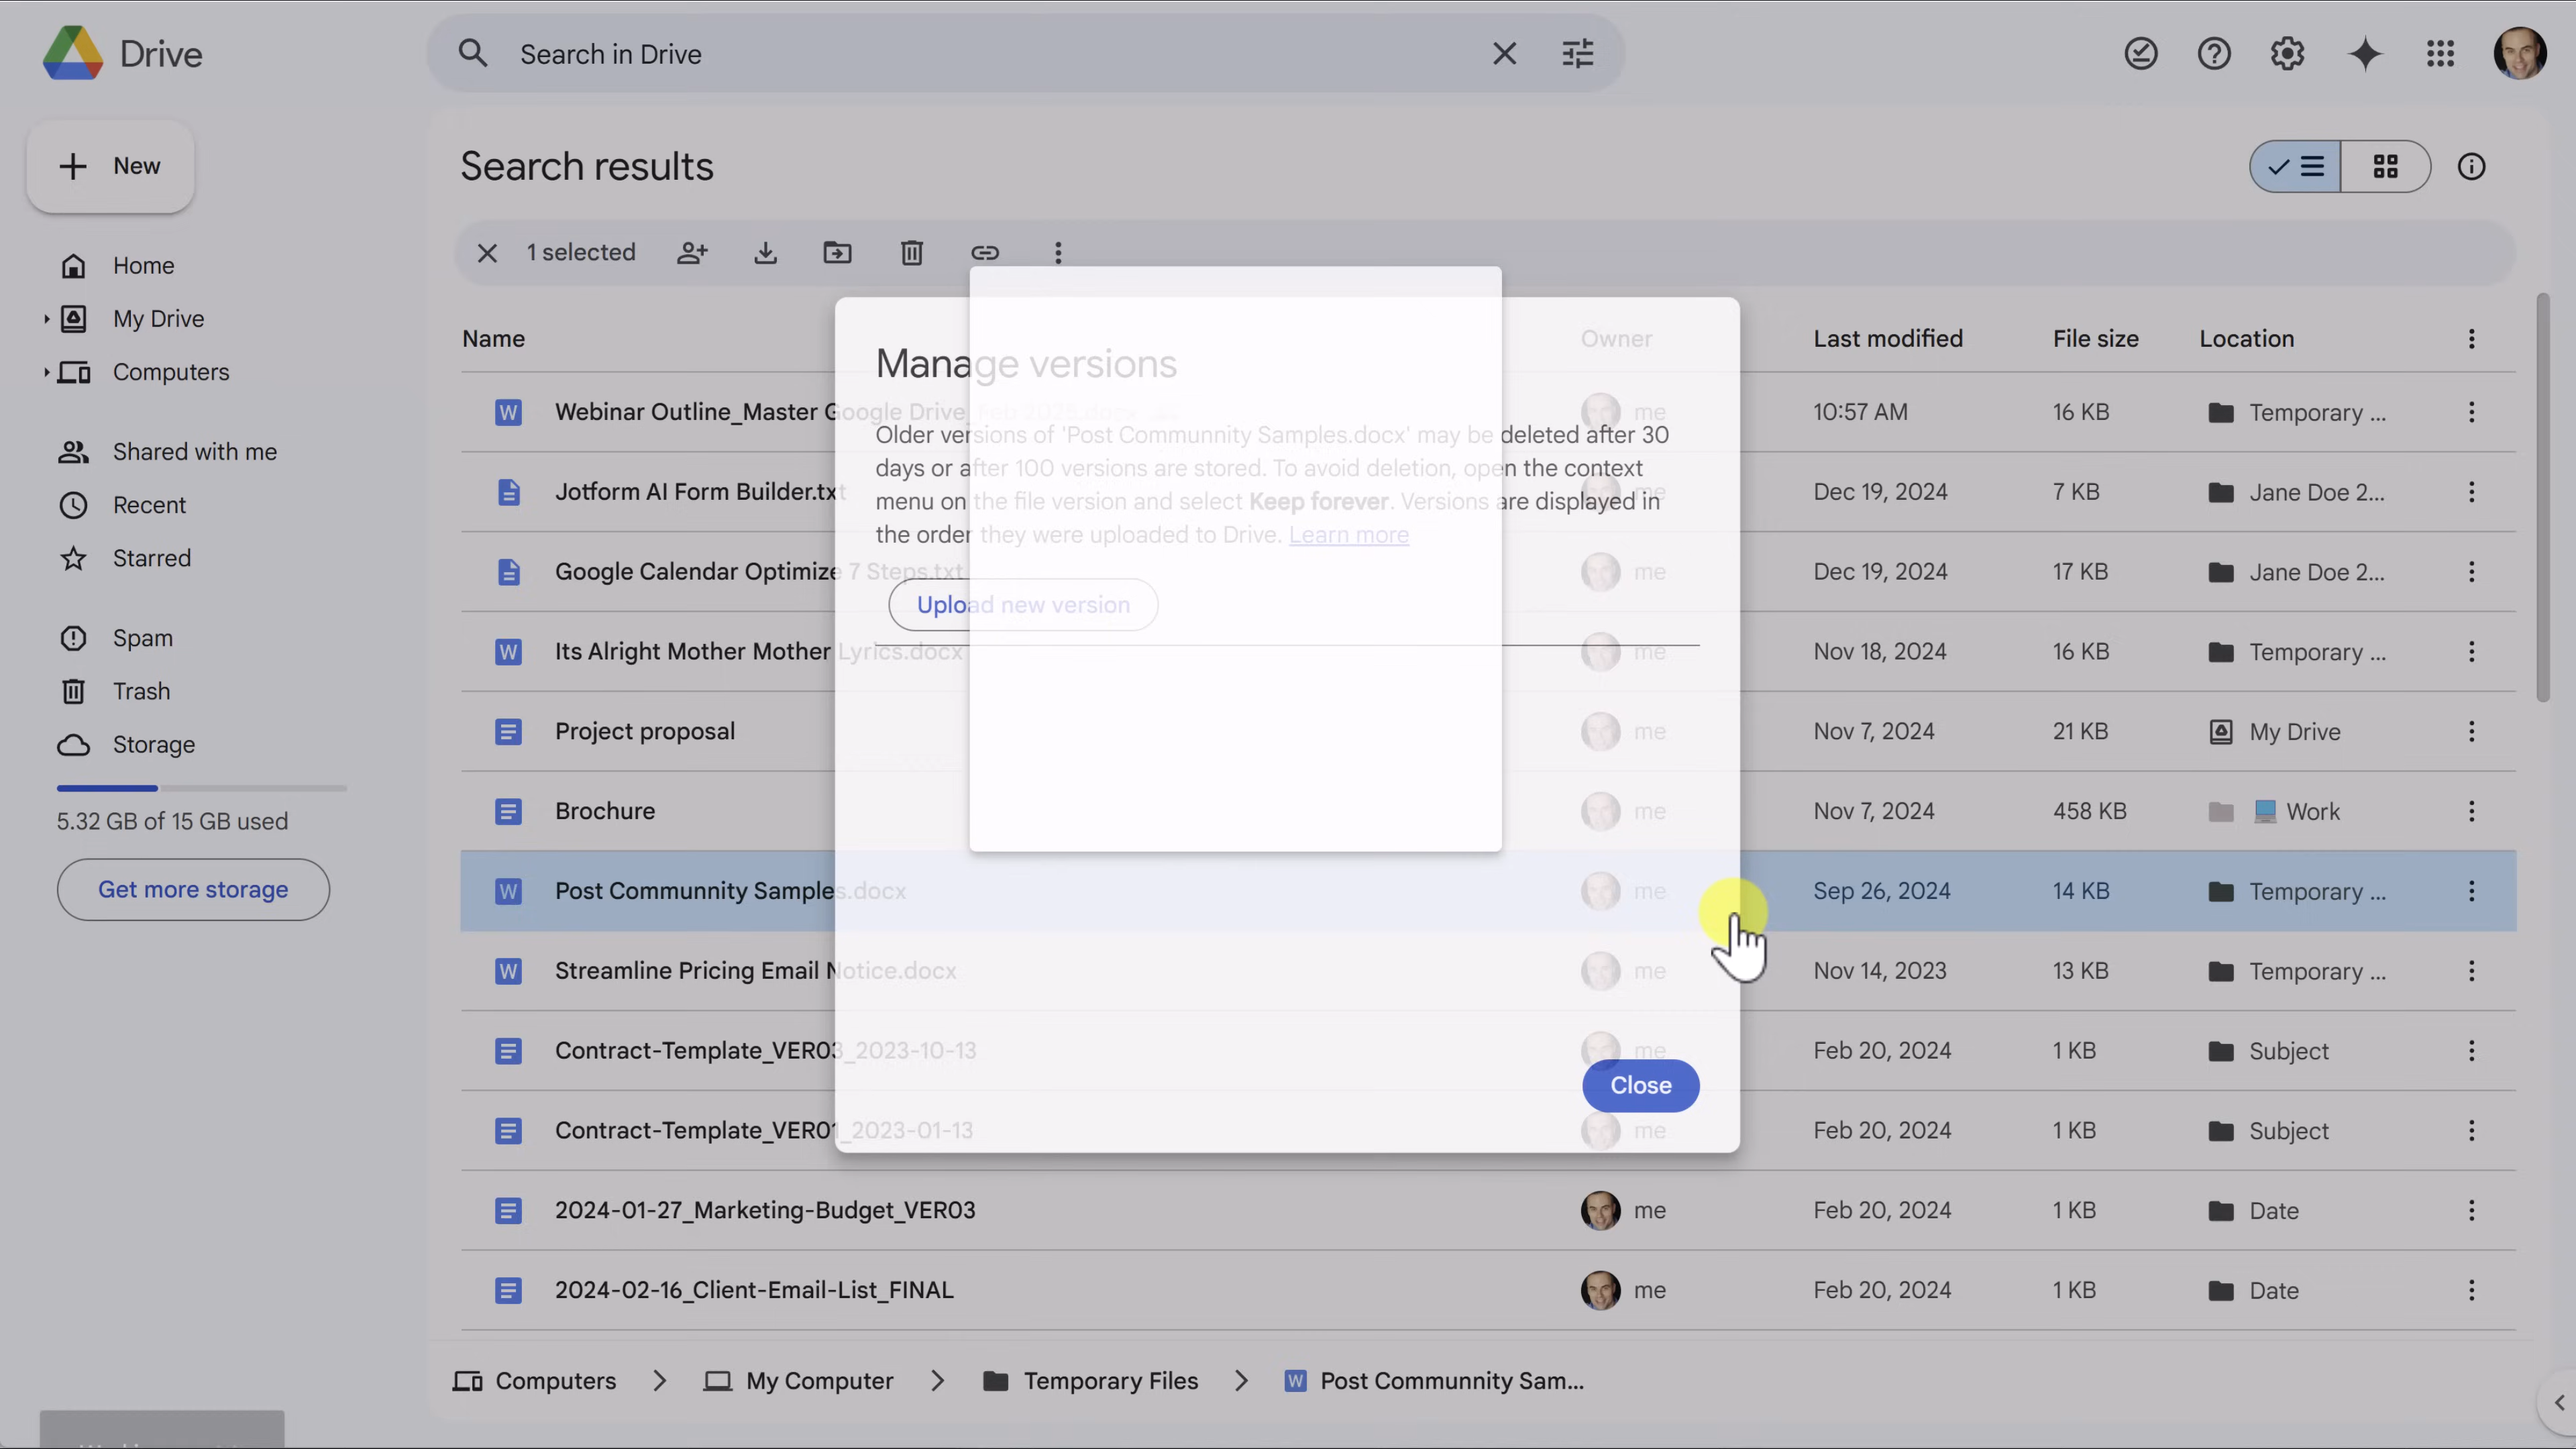 Drive
Search in Drive
New
Search results
1 selected
Home
My Drive
Computers
Shared with me
Recent
Starred
Spam
Trash
Storage
5.32 GB of 15 GB used
Get more storage
Name Owner Last modified File size Location
Webinar Outline_Master Google Drive_Feb 2025.docx me 10:57 AM 16 KB Temporary ...
Jotform AI Form Builder.txt me Dec 19, 2024 7 KB Jane Doe 2...
Google Calendar Optimize 7 Steps.txt me Dec 19, 2024 17 KB Jane Doe 2...
Its Alright Mother Mother Lyrics.docx me Nov 18, 2024 16 KB Temporary ...
Project proposal me Nov 7, 2024 21 KB My Drive
Brochure me Nov 7, 2024 458 KB Work
Post Communnity Samples.docx me Sep 26, 2024 14 KB Temporary ...
Streamline Pricing Email Notice.docx me Nov 14, 2023 13 KB Temporary ...
Contract-Template_VER03_2023-10-13 me Feb 20, 2024 1 KB Subject
Contract-Template_VER01_2023-01-13 me Feb 20, 2024 1 KB Subject
2024-01-27_Marketing-Budget_VER03 me Feb 20, 2024 1 KB Date
2024-02-16_Client-Email-List_FINAL me Feb 20, 2024 1 KB Date
Manage versions
Older versions of 'Post Communnity Samples.docx' may be deleted after 30
days or after 100 versions are stored. To avoid deletion, open the context
menu on the file version and select Keep forever. Versions are displayed in
the order they were uploaded to Drive. Learn more
Upload new version
Close
Computers My Computer Temporary Files Post Communnity Sam...